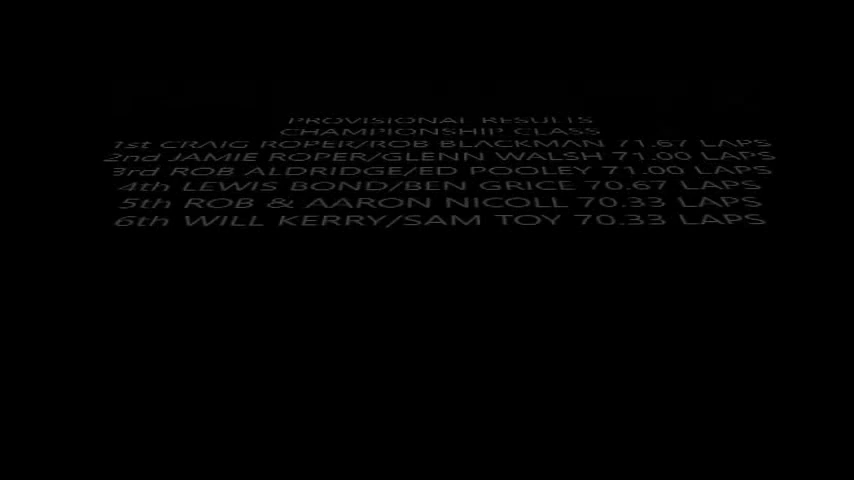 PROVISIONAL RESULTS
CHAMPIONSHIP CLASS
1st CRAIG ROPER/ROB BLACKMAN 71.67 LAPS
2nd JAMIE ROPER/GLENN WALSH 71.00 LAPS
3rd ROB ALDRIDGE/ED POOLEY 71.00 LAPS
4th LEWIS BOND/BEN GRICE 70.67 LAPS
5th ROB & AARON NICOLL 70.33 LAPS
6th WILL KERRY/SAM TOY 70.33 LAPS